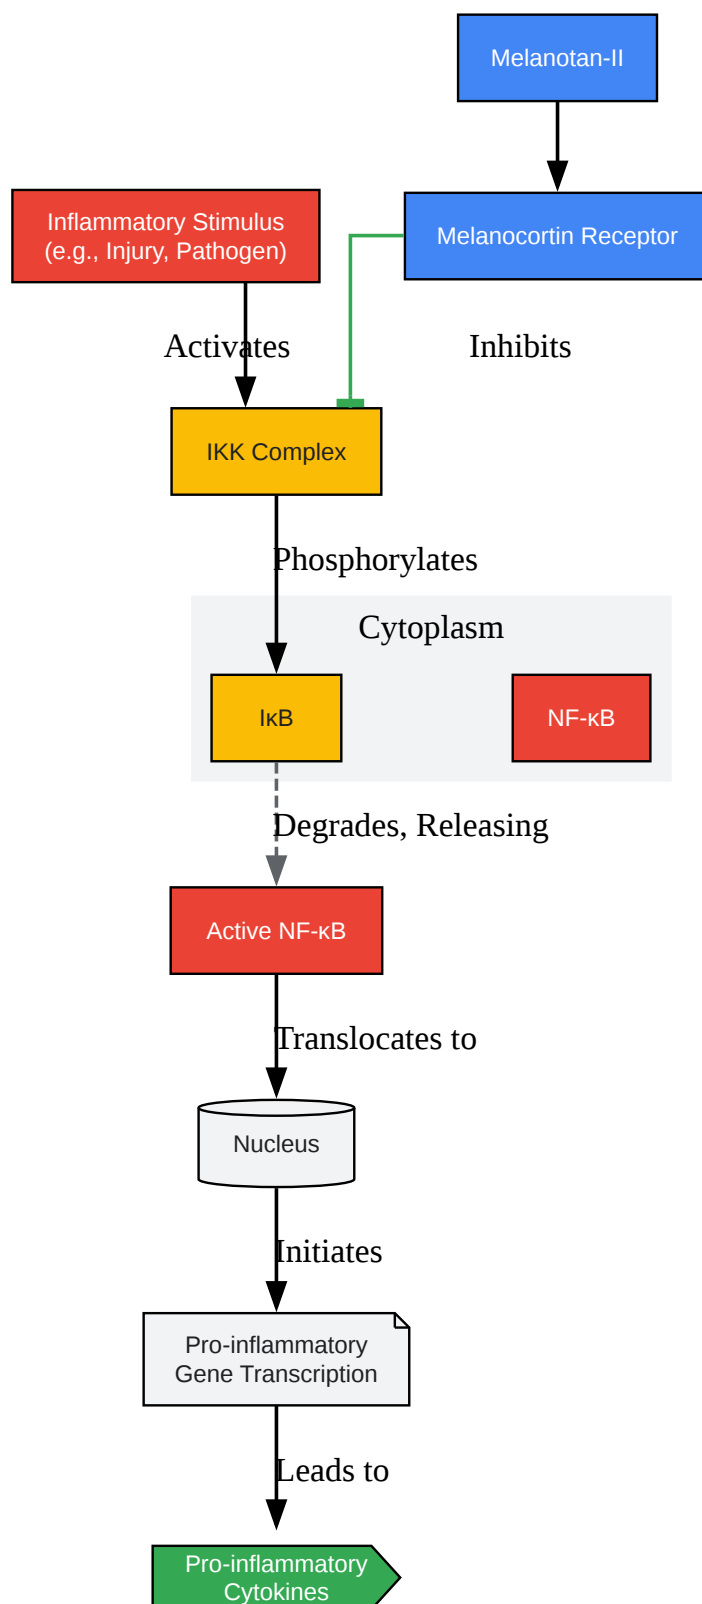 Melanotan-II
Inflammatory Stimulus
(e.g., Injury, Pathogen)
Melanocortin Receptor
Activates
Inhibits
IKK Complex
Phosphorylates
Cytoplasm
IκB
NF-κB
Degrades, Releasing
Active NF-κB
Translocates to
Nucleus
Initiates
Pro-inflammatory
Gene Transcription
Leads to
Pro-inflammatory
Cytokines